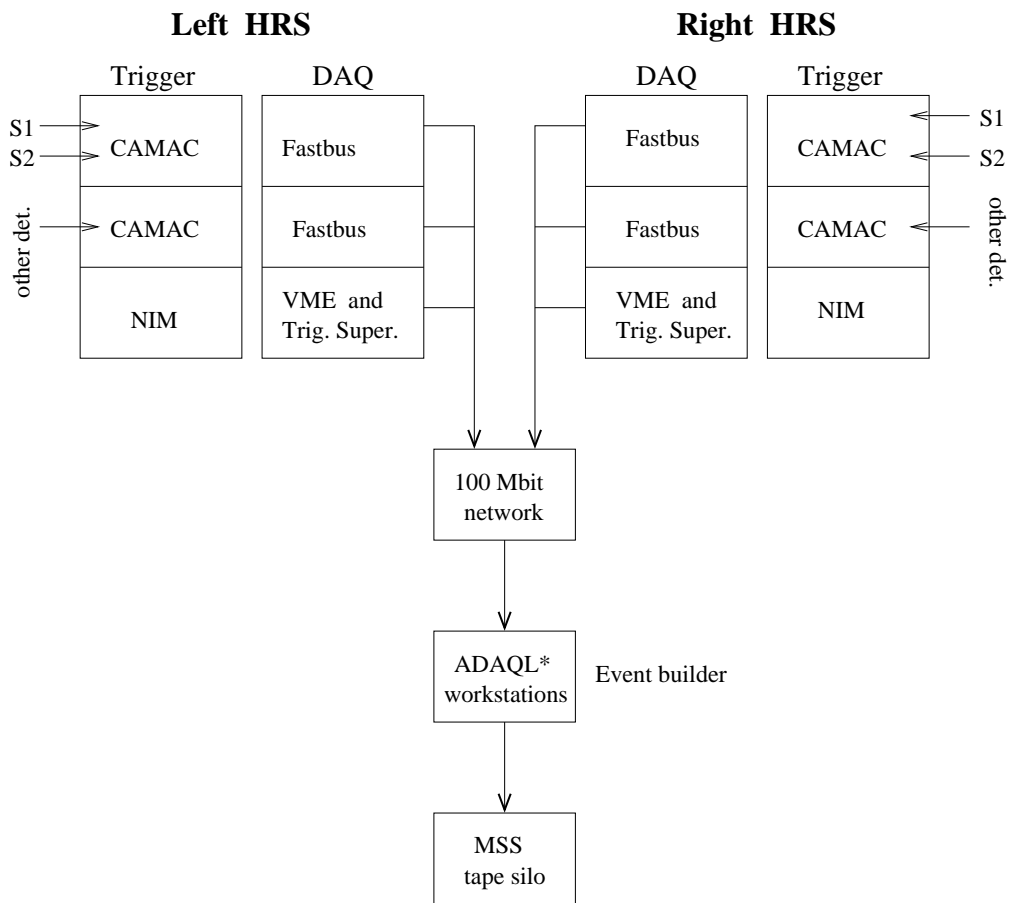 Left HRS
Right HRS
Trigger
DAQ
DAQ
Trigger
S1
S2
CAMAC
Fastbus
Fastbus
CAMAC
S1
S2
other det.
CAMAC
Fastbus
Fastbus
CAMAC
other det.
NIM
VME and
Trig. Super.
VME and
Trig. Super.
NIM
100 Mbit
network
ADAQL*
workstations
Event builder
MSS
tape silo